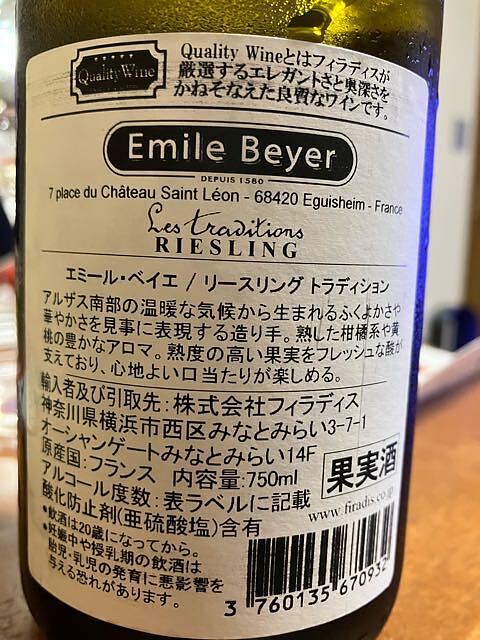 Quality Wine
Quality Wineとはフィラディスが
厳選するエレガントさと奥深さを
かねそなえた良質なワインです。
Emile Beyer
DEPUIS 1580
7 place du Château Saint Léon - 68420 Eguisheim - France
Les traditions
RIESLING
エミール・ベイエ / リースリング トラディション
アルザス南部の温暖な気候から生まれるふくよかさや
華やかさを見事に表現する造り手。熟した柑橘系や黄
桃の豊かなアロマ。熟度の高い果実をフレッシュな酸が
支えており、心地よい口当たりが楽しめる。
輸入者及び引取先:株式会社フィラディス
神奈川県横浜市西区みなとみらい3-7-1
オーシャンゲートみなとみらい14F
原産国:フランス 内容量:750ml
アルコール度数:表ラベルに記載
酸化防止剤(亜硫酸塩)含有
果実酒
www.firadis.co.jp
•飲酒は20歳になってから。
•妊娠中や授乳期の飲酒は
胎児・乳児の発育に悪影響を
与える恐れがあります。
3 760135 670932